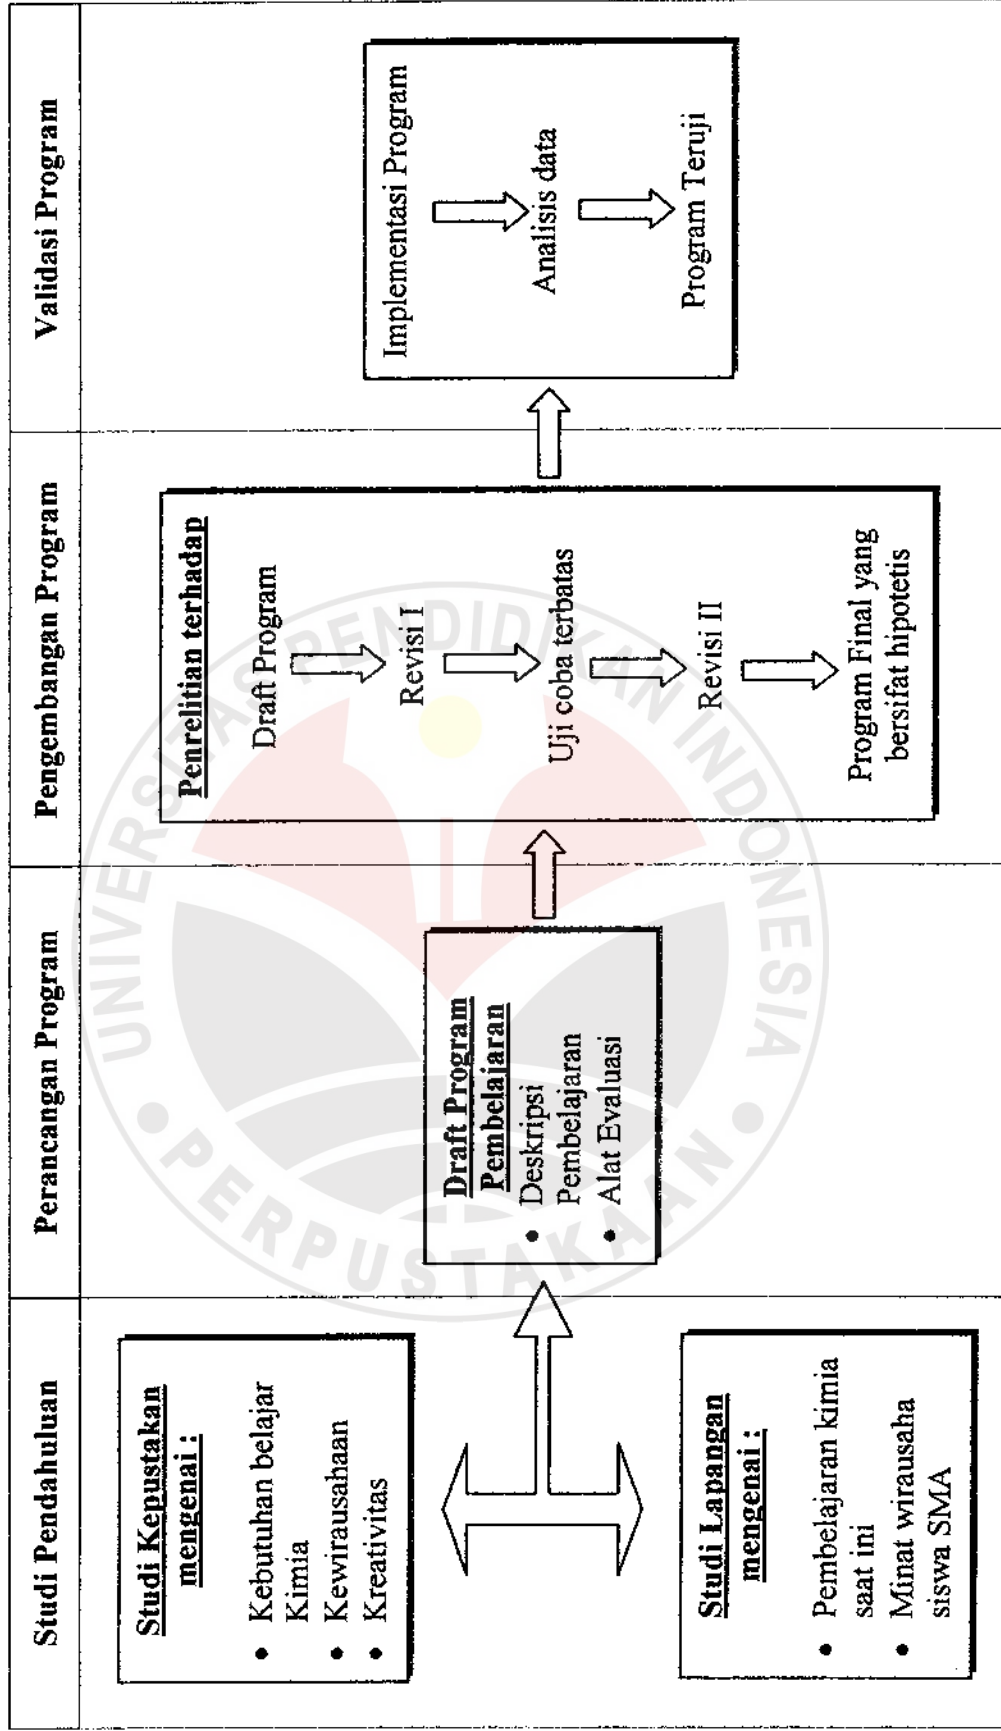 Studi Pendahuluan
Perancangan Program
Pengembangan Program
Validasi Program
Studi Kepustakan
mengenai :
• Kebutuhan belajar
Kimia
• Kewirausahaan
• Kreativitas
Studi Lapangan
mengenai :
• Pembelajaran kimia
saat ini
• Minat wirausaha
siswa SMA
Draft Program
Pembelajaran
• Deskripsi
Pembelajaran
• Alat Evaluasi
Penrelitian terhadap
Draft Program
Revisi I
Uji coba terbatas
Revisi II
Program Final yang
bersifat hipotetis
Implementasi Program
Analisis data
Program Teruji
UNIVERSITAS PENDIDIKAN INDONESIA
PERPUSTAKAAN